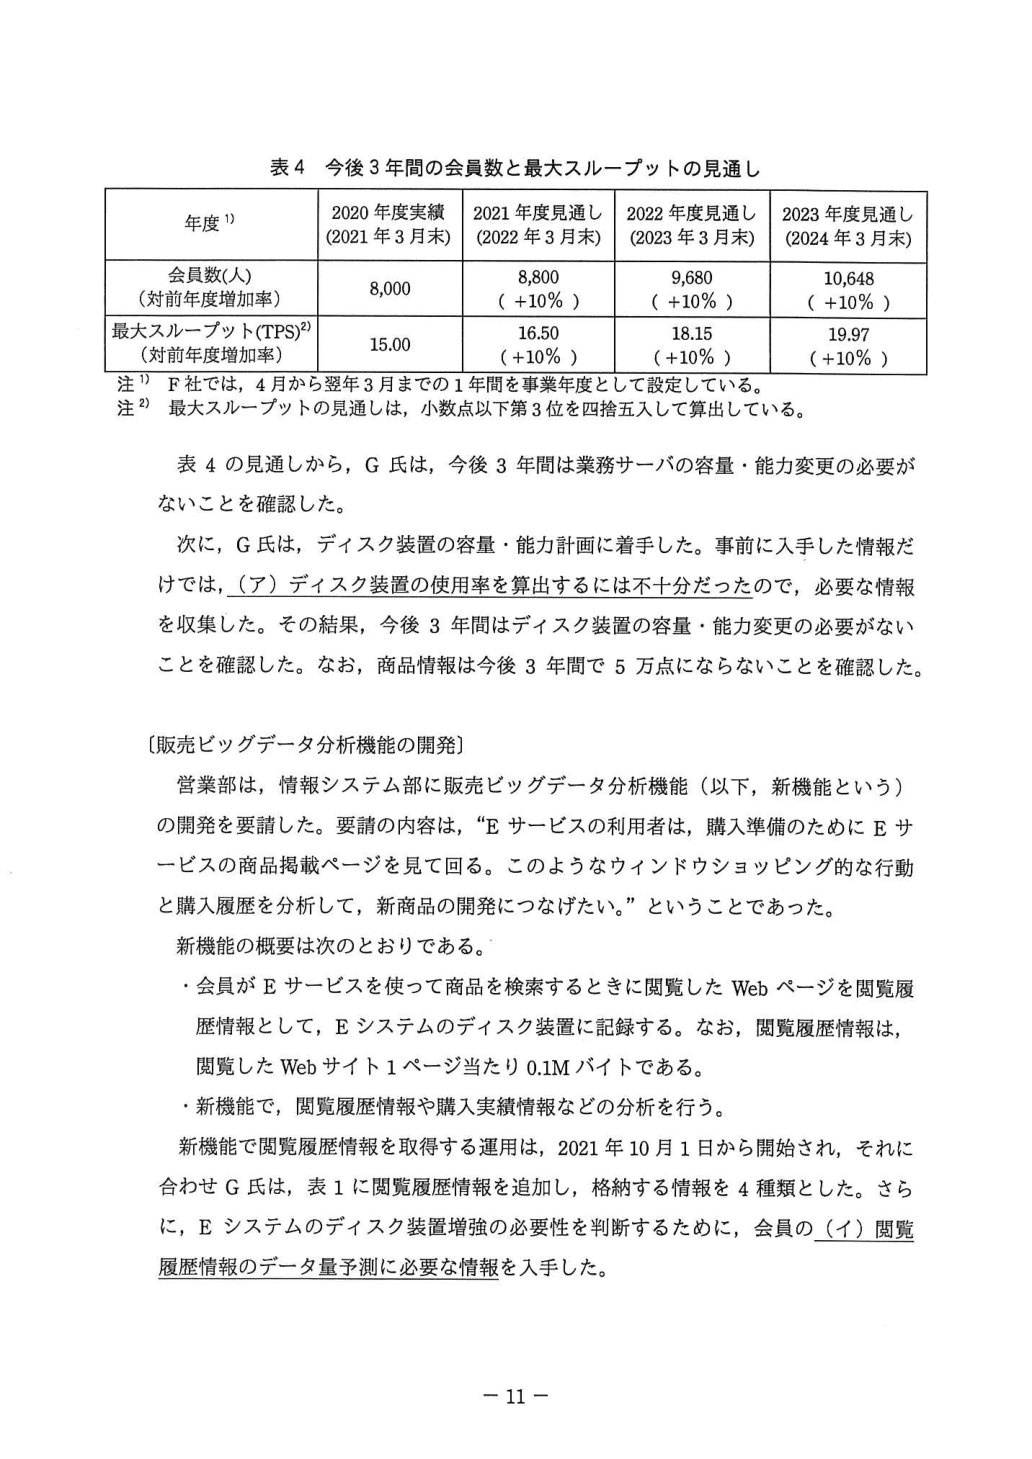 表4　今後3年間の会員数と最大スループットの見通し
年度 1)　2020年度実績 (2021年3月末)　2021年度見通し (2022年3月末)　2022年度見通し (2023年3月末)　2023年度見通し (2024年3月末)
会員数(人) （対前年度増加率）　8,000　8,800 ( +10% )　9,680 ( +10% )　10,648 ( +10% )
最大スループット(TPS)2) （対前年度増加率）　15.00　16.50 ( +10% )　18.15 ( +10% )　19.97 ( +10% )
注 1)　F社では，4月から翌年3月までの1年間を事業年度として設定している。
注 2)　最大スループットの見通しは，小数点以下第3位を四捨五入して算出している。
表4の見通しから，G氏は，今後3年間は業務サーバの容量・能力変更の必要が
ないことを確認した。
次に，G氏は，ディスク装置の容量・能力計画に着手した。事前に入手した情報だ
けでは，（ア）ディスク装置の使用率を算出するには不十分だったので，必要な情報
を収集した。その結果，今後3年間はディスク装置の容量・能力変更の必要がない
ことを確認した。なお，商品情報は今後3年間で5万点にならないことを確認した。
〔販売ビッグデータ分析機能の開発〕
営業部は，情報システム部に販売ビッグデータ分析機能（以下，新機能という）
の開発を要請した。要請の内容は，“Eサービスの利用者は，購入準備のためにEサ
ービスの商品掲載ページを見て回る。このようなウィンドウショッピング的な行動
と購入履歴を分析して，新商品の開発につなげたい。”ということであった。
新機能の概要は次のとおりである。
・会員がEサービスを使って商品を検索するときに閲覧したWebページを閲覧履
歴情報として，Eシステムのディスク装置に記録する。なお，閲覧履歴情報は，
閲覧したWebサイト1ページ当たり0.1Mバイトである。
・新機能で，閲覧履歴情報や購入実績情報などの分析を行う。
新機能で閲覧履歴情報を取得する運用は，2021年10月1日から開始され，それに
合わせG氏は，表1に閲覧履歴情報を追加し，格納する情報を4種類とした。さら
に，Eシステムのディスク装置増強の必要性を判断するために，会員の（イ）閲覧
履歴情報のデータ量予測に必要な情報を入手した。
－ 11 －